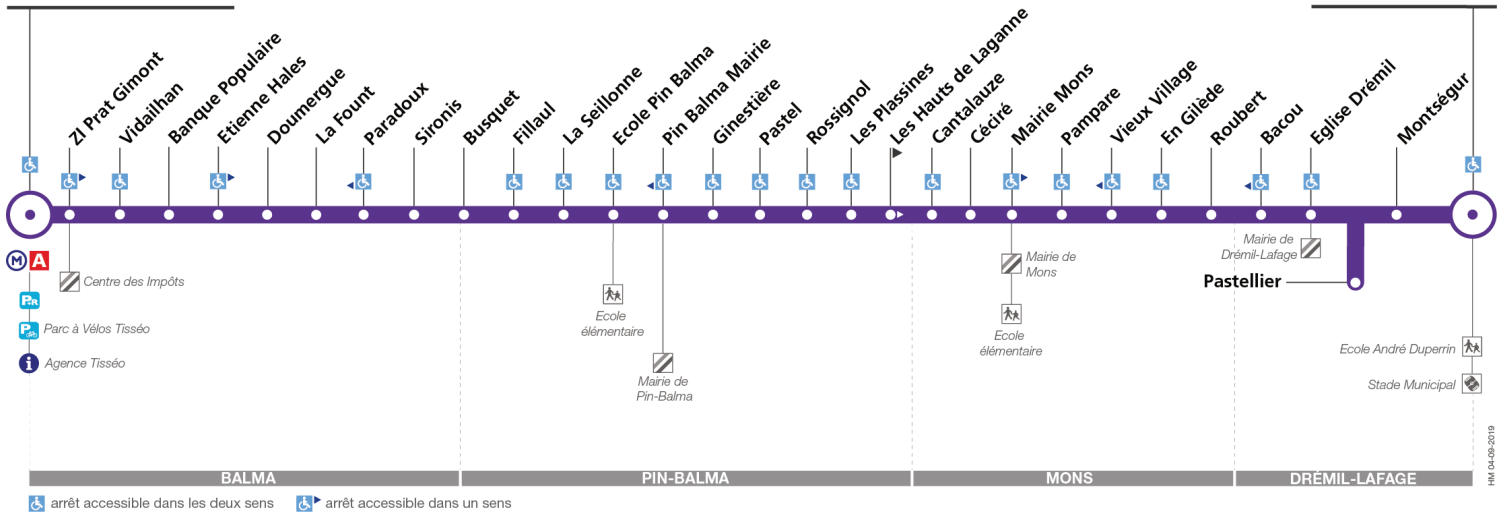 ZI Prat Gimont
Vidailhan
Banque Populaire
Etienne Hales
Doumergue
La Fount
Paradoux
Sironis
Busquet
Fillaul
La Seillonne
Ecole Pin Balma
Pin Balma Mairie
Ginestière
Pastel
Rossignol
Les Plassines
Les Hauts de Laganne
Cantalauze
Céciré
Mairie Mons
Pampare
Vieux Village
En Gilède
Roubert
Bacou
Eglise Drémil
Montségur
M A
Centre des Impôts
P+R
P
Parc à Vélos Tisséo
i
Agence Tisséo
Ecole
élémentaire
Mairie de
Pin-Balma
Mairie de
Mons
Ecole
élémentaire
Mairie de
Drémil-Lafage
Pastellier
Ecole André Duperrin
Stade Municipal
BALMA
PIN-BALMA
MONS
DRÉMIL-LAFAGE
arrêt accessible dans les deux sens
arrêt accessible dans un sens
HM 04-09-2019